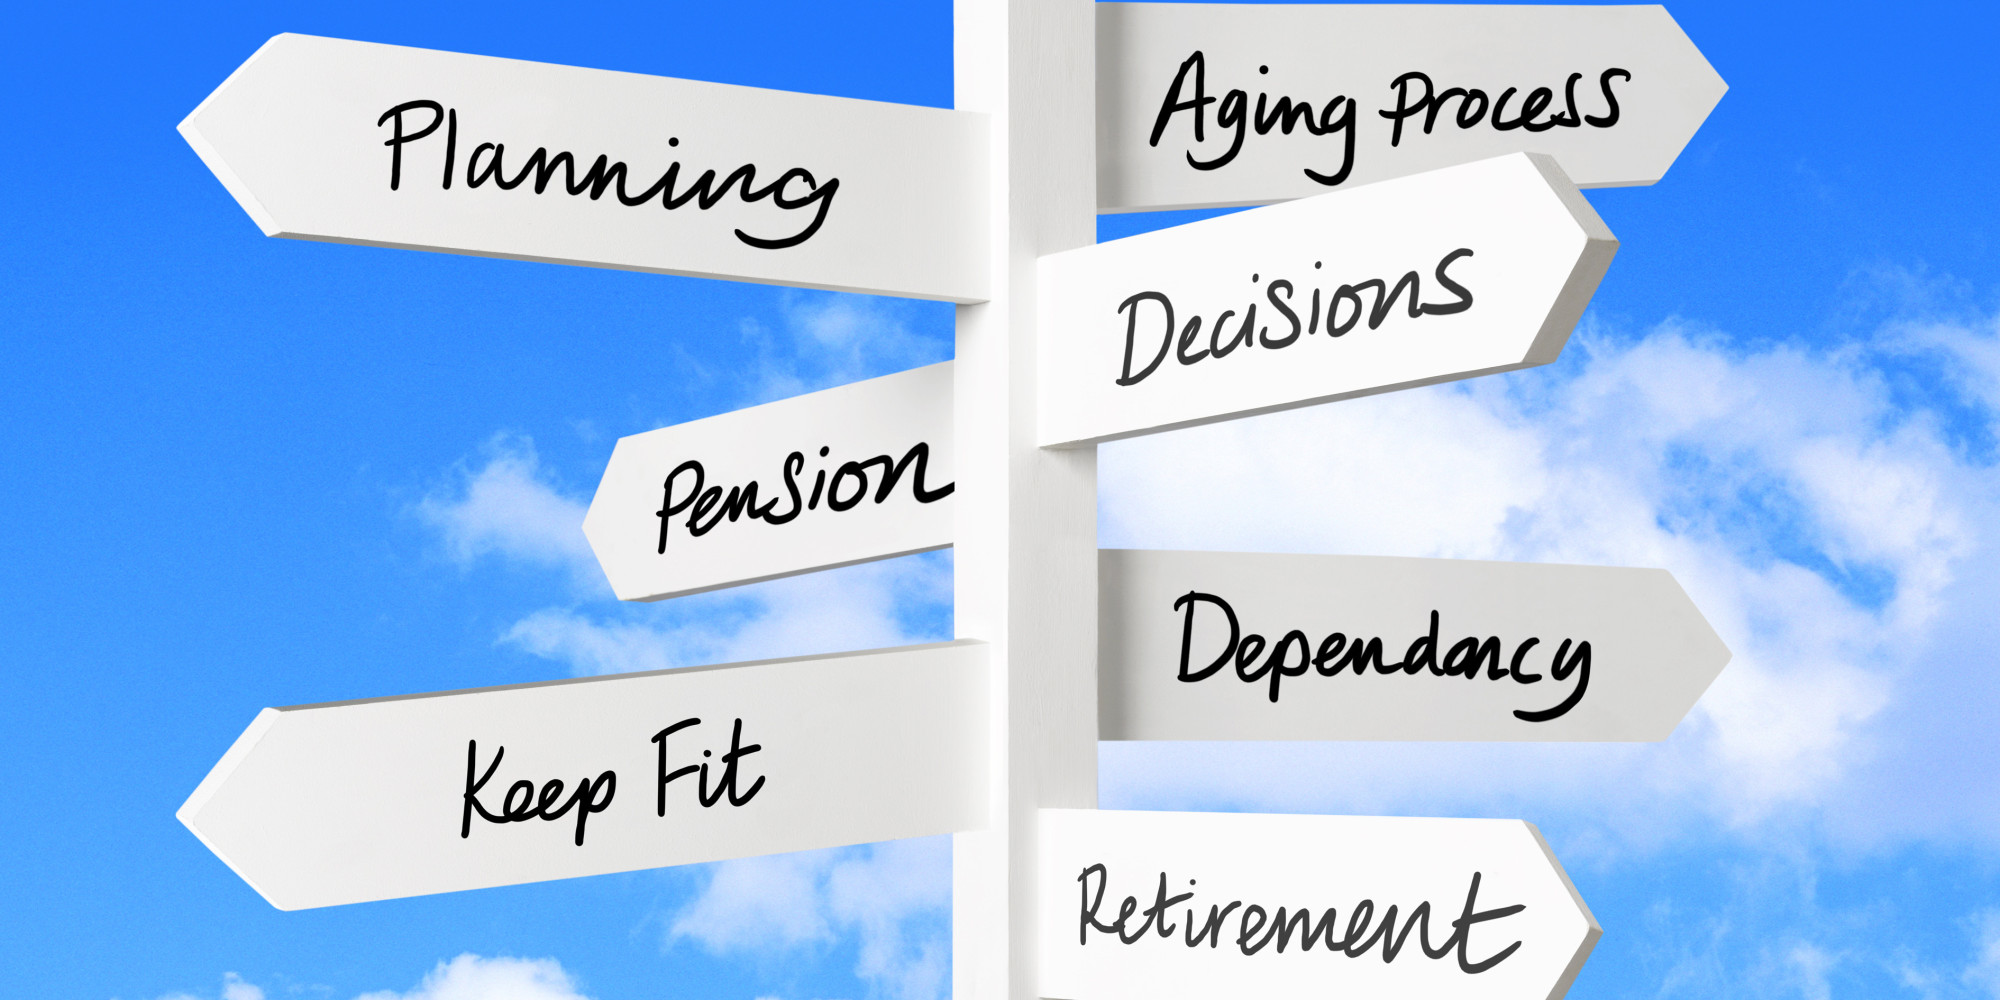 Planning
Pension
Keep Fit
Aging Process
Decisions
Dependancy
Retirement